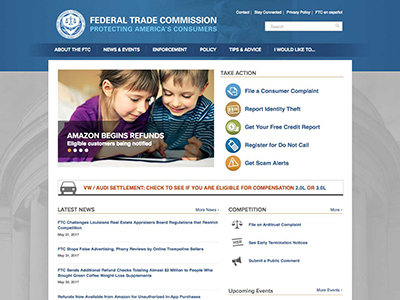 Contact | Stay Connected | Privacy Policy | FTC en español
FEDERAL TRADE COMMISSION
PROTECTING AMERICA'S CONSUMERS
Search
ABOUT THE FTC
NEWS & EVENTS
ENFORCEMENT
POLICY
TIPS & ADVICE
I WOULD LIKE TO...
AMAZON BEGINS REFUNDS
Eligible customers being notified
TAKE ACTION
File a Consumer Complaint
Report Identity Theft
Get Your Free Credit Report
Register for Do Not Call
Get Scam Alerts
VW / AUDI SETTLEMENT: CHECK TO SEE IF YOU ARE ELIGIBLE FOR COMPENSATION 2.0L OR 3.0L
LATEST NEWS
More News ›
FTC Challenges Louisiana Real Estate Appraisers Board Regulations that Restrict
Competition
May 31, 2017
FTC Stops False Advertising, Phony Reviews by Online Trampoline Sellers
May 31, 2017
FTC Sends Additional Refund Checks Totaling Almost $2 Million to People Who
Bought Green Coffee Weight-Loss Supplements
May 30, 2017
Refunds Now Available from Amazon for Unauthorized In-App Purchases
COMPETITION
More ›
File an Antitrust Complaint
HSR
See Early Termination Notices
Submit a Public Comment
Upcoming Events
More Events ›